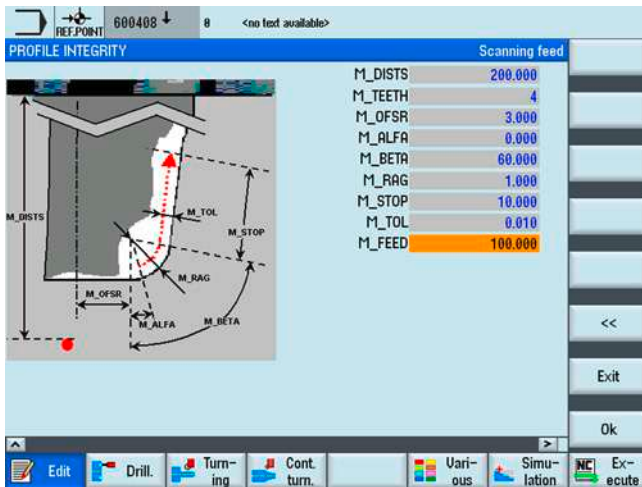 REF.POINT 600408 8 <no text available>
PROFILE INTEGRITY Scanning feed
M_DISTS 200.000
M_TEETH 4
M_OFSR 3.000
M_ALFA 0.000
M_BETA 60.000
M_RAG 1.000
M_STOP 10.000
M_TOL 0.010
M_FEED 100.000
M_DISTS
M_TOL
M_STOP
M_RAG
M_OFSR
M_ALFA
M_BETA
<<
Exit
Ok
Edit
Drill.
Turn-
ing
Cont.
turn.
Vari-
ous
Simu-
lation
NC Ex-
ecute